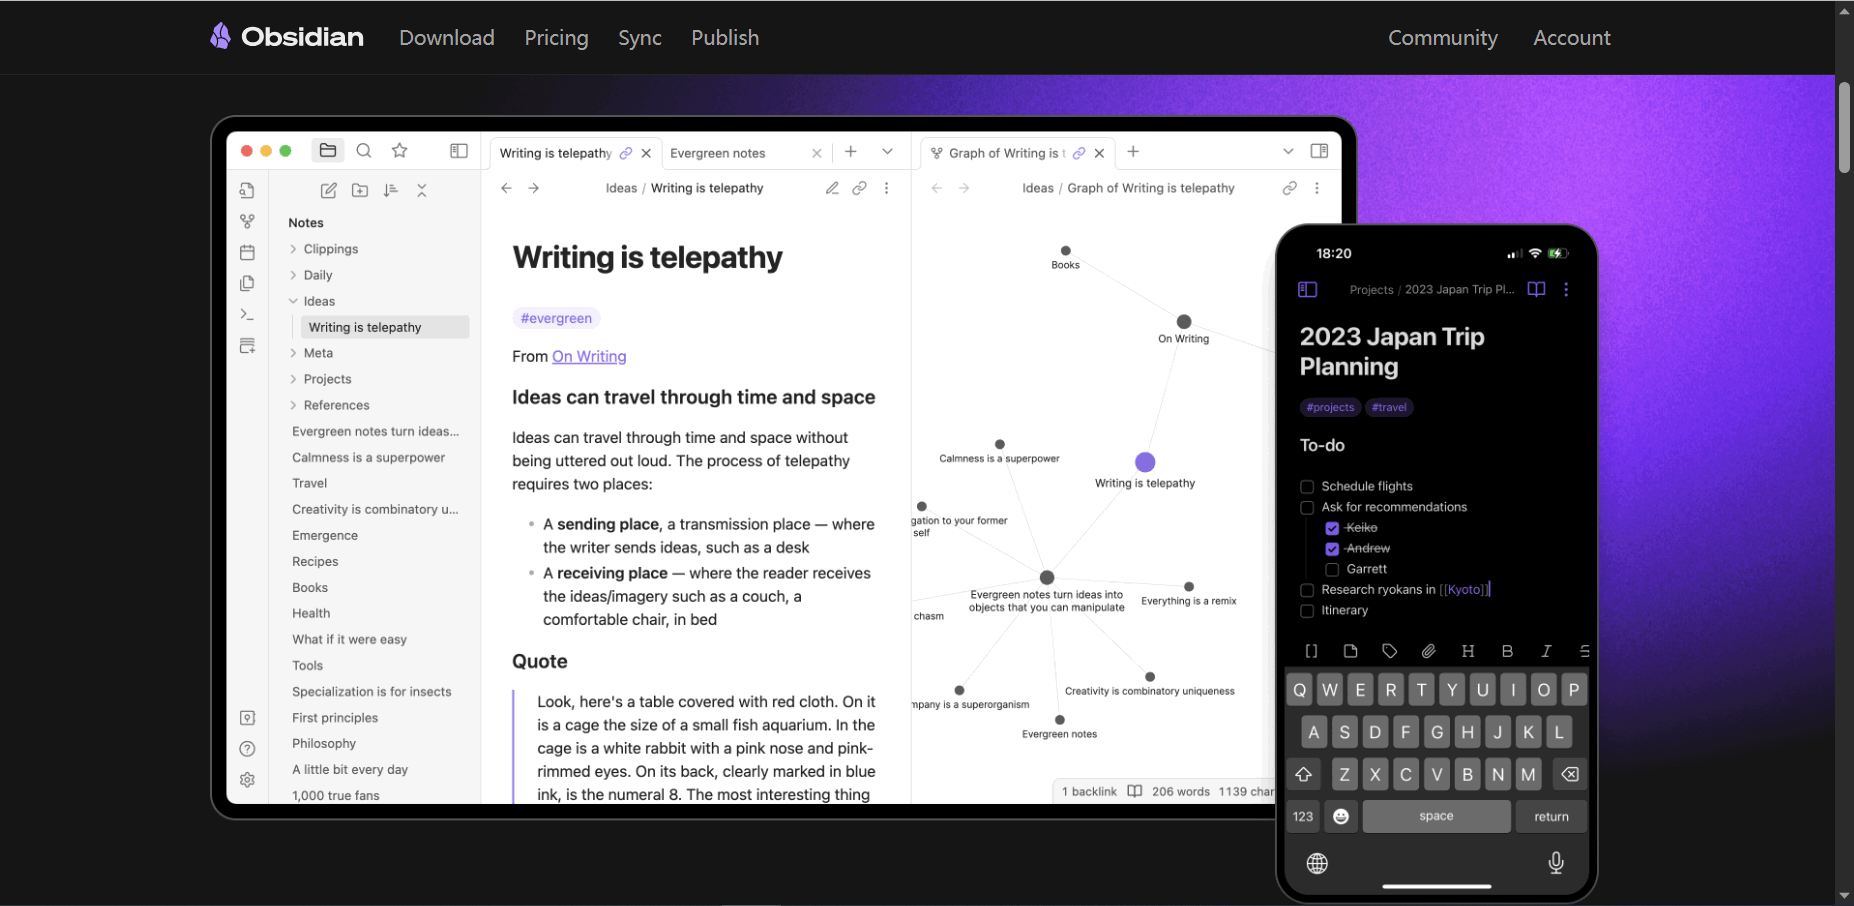 Obsidian Download Pricing Sync Publish Community Account
Writing is telepathy Evergreen notes
Graph of Writing is
Ideas / Writing is telepathy
Ideas / Graph of Writing is telepathy
Notes
Clippings
Daily
Ideas
Writing is telepathy
Meta
Projects
References
Evergreen notes turn ideas...
Calmness is a superpower
Travel
Creativity is combinatory u...
Emergence
Recipes
Books
Health
What if it were easy
Tools
Specialization is for insects
First principles
Philosophy
A little bit every day
1,000 true fans
Writing is telepathy
#evergreen
From On Writing
Ideas can travel through time and space
Ideas can travel through time and space without
being uttered out loud. The process of telepathy
requires two places:
• A sending place, a transmission place — where
the writer sends ideas, such as a desk
• A receiving place — where the reader receives
the ideas/imagery such as a couch, a
comfortable chair, in bed
Quote
Look, here's a table covered with red cloth. On it
is a cage the size of a small fish aquarium. In the
cage is a white rabbit with a pink nose and pink-
rimmed eyes. On its back, clearly marked in blue
ink, is the numeral 8. The most interesting thing
Books
On Writing
Calmness is a superpower
Writing is telepathy
gation to your former
self
Evergreen notes turn ideas into
objects that you can manipulate
Everything is a remix
chasm
Creativity is combinatory uniqueness
mpany is a superorganism
Evergreen notes
1 backlink 206 words 1139 char
18:20
Projects / 2023 Japan Trip Pl...
2023 Japan Trip
Planning
#projects #travel
To-do
Schedule flights
Ask for recommendations
Keiko
Andrew
Garrett
Research ryokans in [[Kyoto]]
Itinerary
[] H B I S
Q W E R T Y U I O P
A S D F G H J K L
Z X C V B N M
123 space return